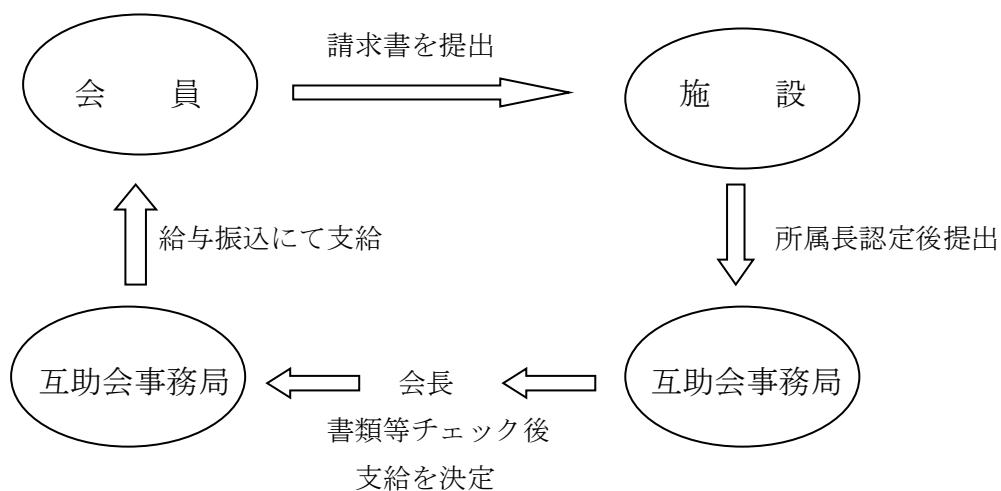 請求書を提出
会　　員
施　　設
給与振込にて支給
所属長認定後提出
互助会事務局
会長
互助会事務局
書類等チェック後
支給を決定